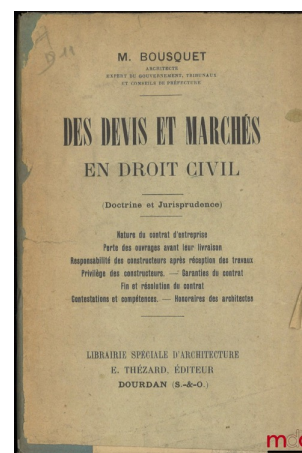 M. BOUSQUET
ARCHITECTE
EXPERT DU GOUVERNEMENT, TRIBUNAUX
ET CONSEILS DE PRÉFECTURE
DES DEVIS ET MARCHÉS
EN DROIT CIVIL
(Doctrine et Jurisprudence)
Nature du contrat d'entreprise
Perte des ouvrages avant leur livraison
Responsabilité des constructeurs après réception des travaux
Privilège des constructeurs. — Garanties du contrat
Fin et résolution du contrat
Contestations et compétences. — Honoraires des architectes
LIBRAIRIE SPÉCIALE D'ARCHITECTURE
E. THÉZARD, ÉDITEUR
DOURDAN (S.-&-O.)